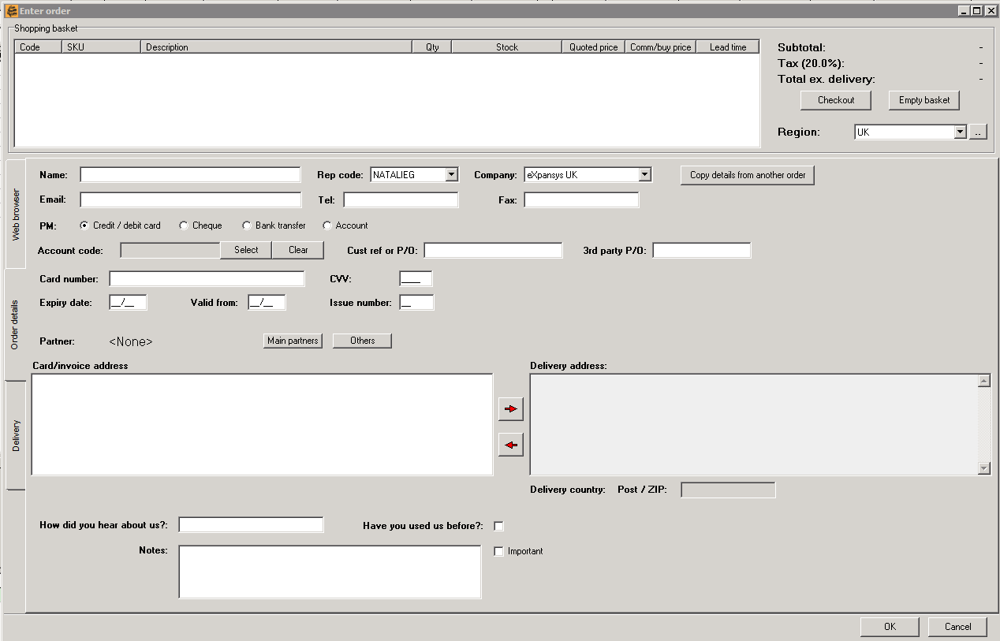 Enter order
Shopping basket
Code SKU Description Qty Stock Quoted price Comm/buy price Lead time
Subtotal: -
Tax (20.0%): -
Total ex. delivery: -
Checkout Empty basket
Region: UK ..
Web browser
Order details
Delivery
Name: Rep code: NATALIEG Company: eXpansys UK Copy details from another order
Email: Tel: Fax:
PM: Credit / debit card Cheque Bank transfer Account
Account code: Select Clear Cust ref or P/O: 3rd party P/O:
Card number: CVV: ___
Expiry date: __/__ Valid from: __/__ Issue number: __
Partner: <None> Main partners Others
Card/invoice address Delivery address:
Delivery country: Post / ZIP:
How did you hear about us?: Have you used us before?:
Notes: Important
OK Cancel